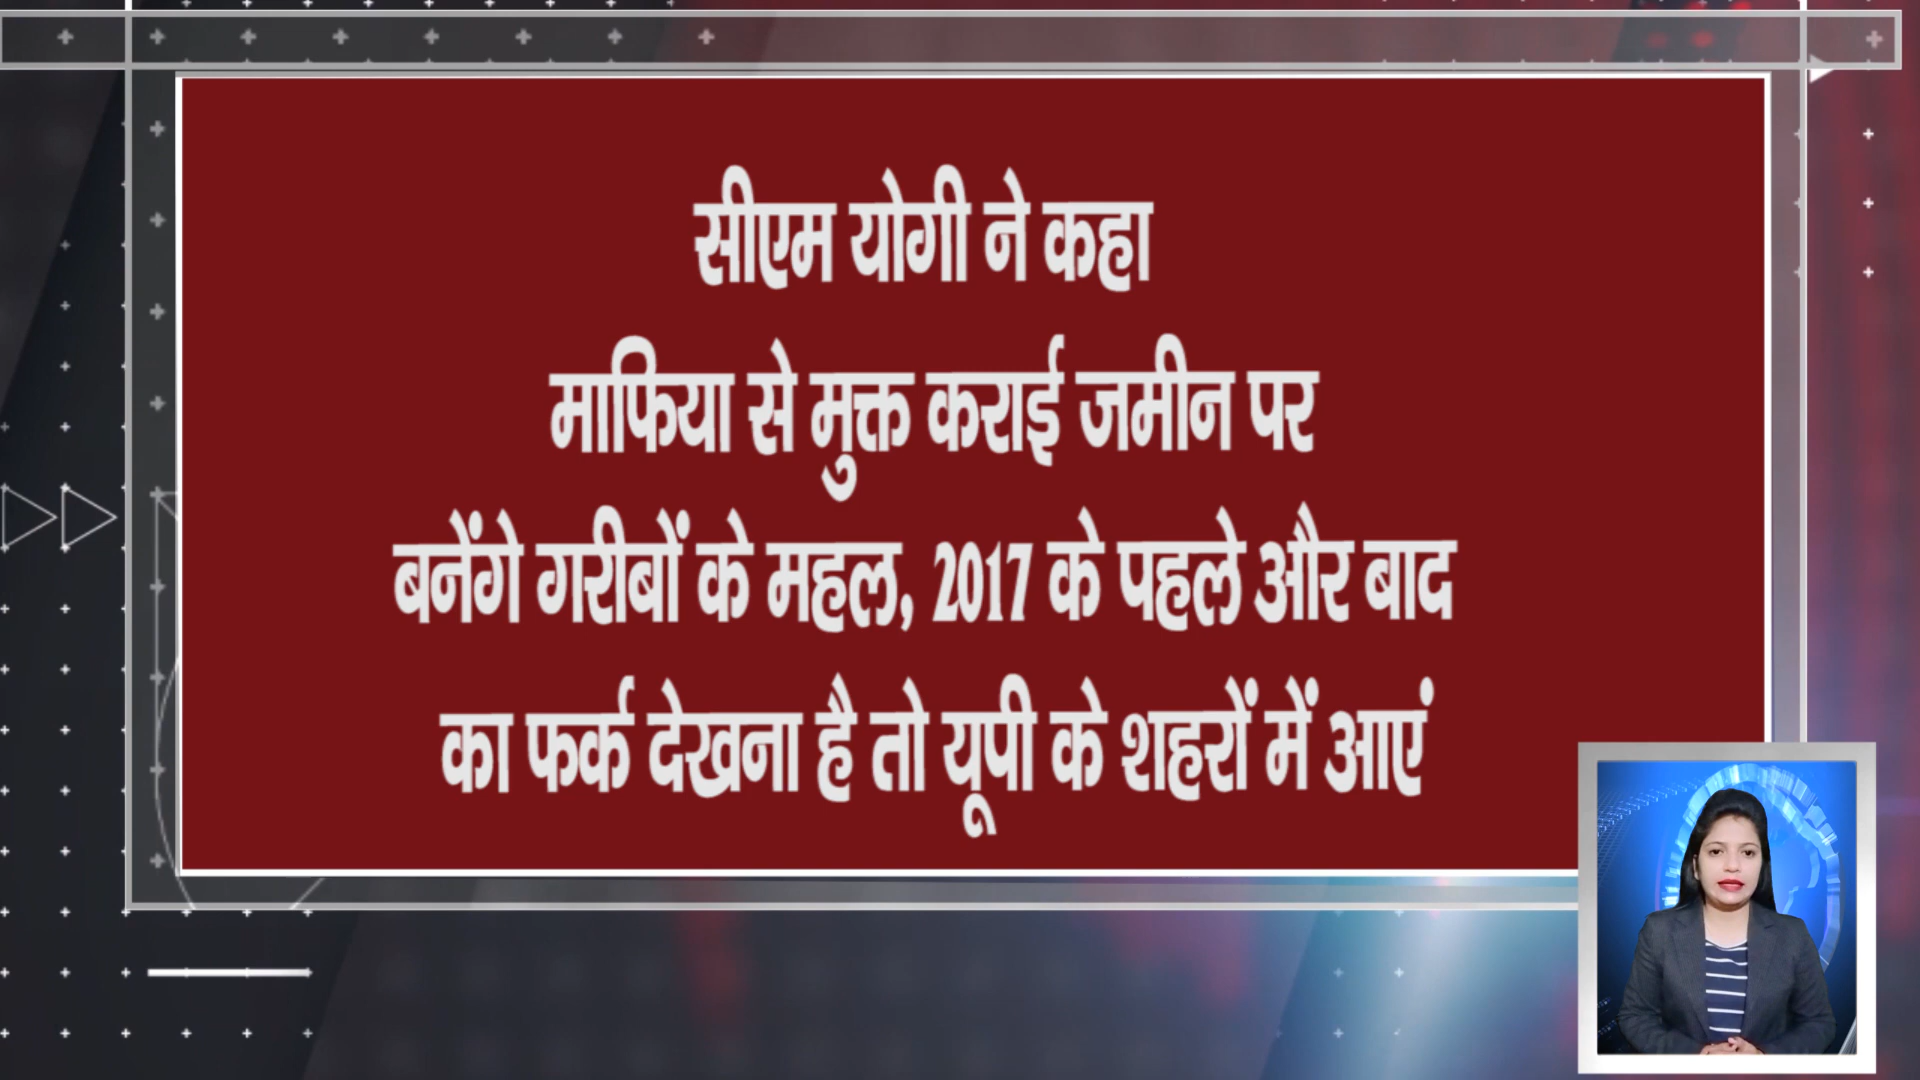 सीएम योगी ने कहा
माफिया से मुक्त कराई जमीन पर
बनेंगे गरीबों के महल, 2017 के पहले और बाद
का फर्क देखना है तो यूपी के शहरों में आएं